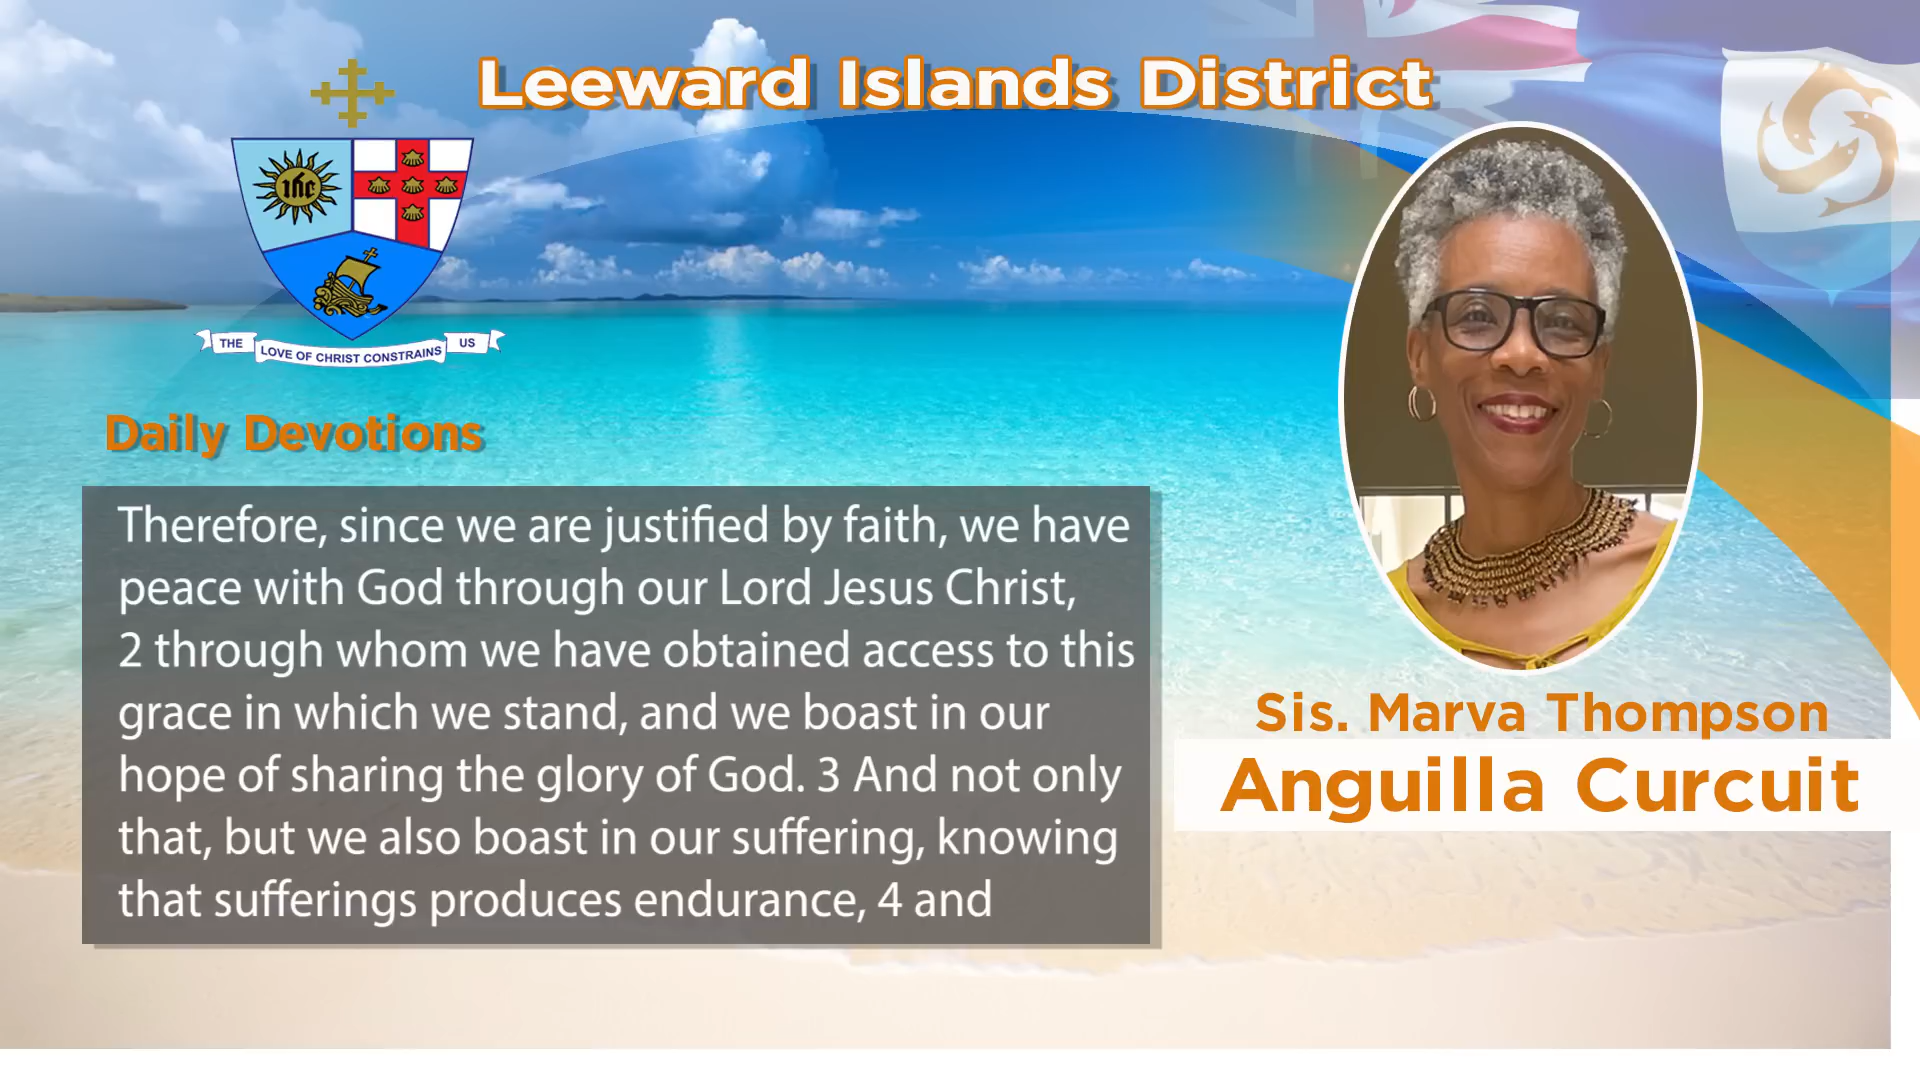 Leeward Islands District
ihc
THE LOVE OF CHRIST CONSTRAINS US
Daily Devotions
Therefore, since we are justified by faith, we have
peace with God through our Lord Jesus Christ,
2 through whom we have obtained access to this
grace in which we stand, and we boast in our
hope of sharing the glory of God. 3 And not only
that, but we also boast in our suffering, knowing
that sufferings produces endurance, 4 and
Sis. Marva Thompson
Anguilla Curcuit